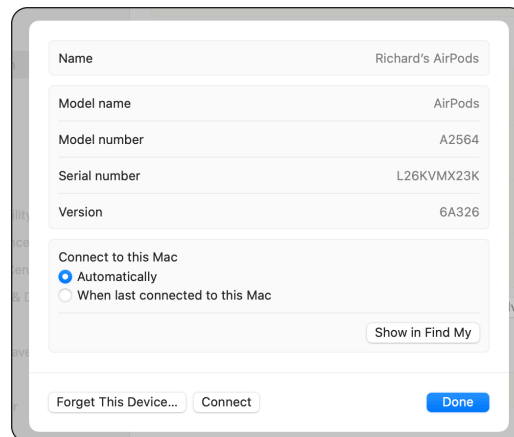 Name Richard's AirPods
Model name AirPods
Model number A2564
Serial number L26KVMX23K
Version 6A326
Connect to this Mac
Automatically
When last connected to this Mac
Show in Find My
Forget This Device... Connect Done